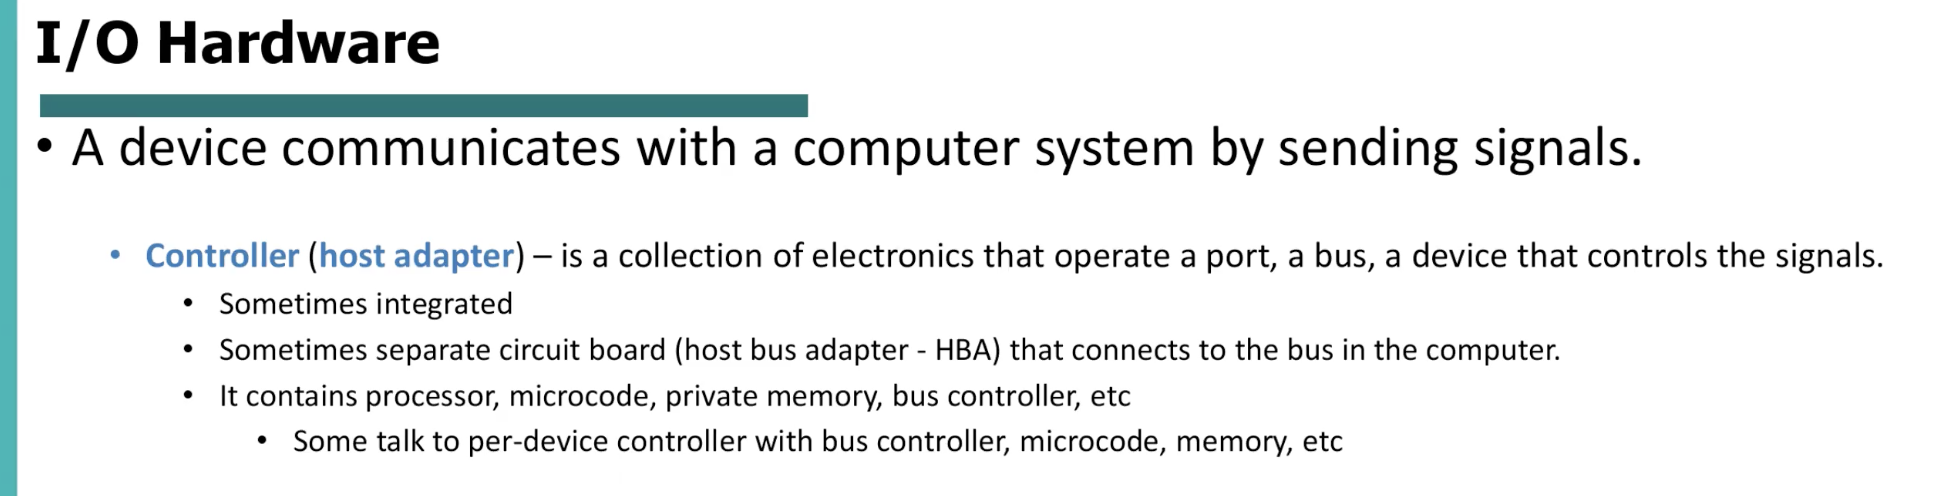 I/O Hardware
• A device communicates with a computer system by sending signals.
• Controller (host adapter) – is a collection of electronics that operate a port, a bus, a device that controls the signals.
• Sometimes integrated
• Sometimes separate circuit board (host bus adapter - HBA) that connects to the bus in the computer.
• It contains processor, microcode, private memory, bus controller, etc
• Some talk to per-device controller with bus controller, microcode, memory, etc